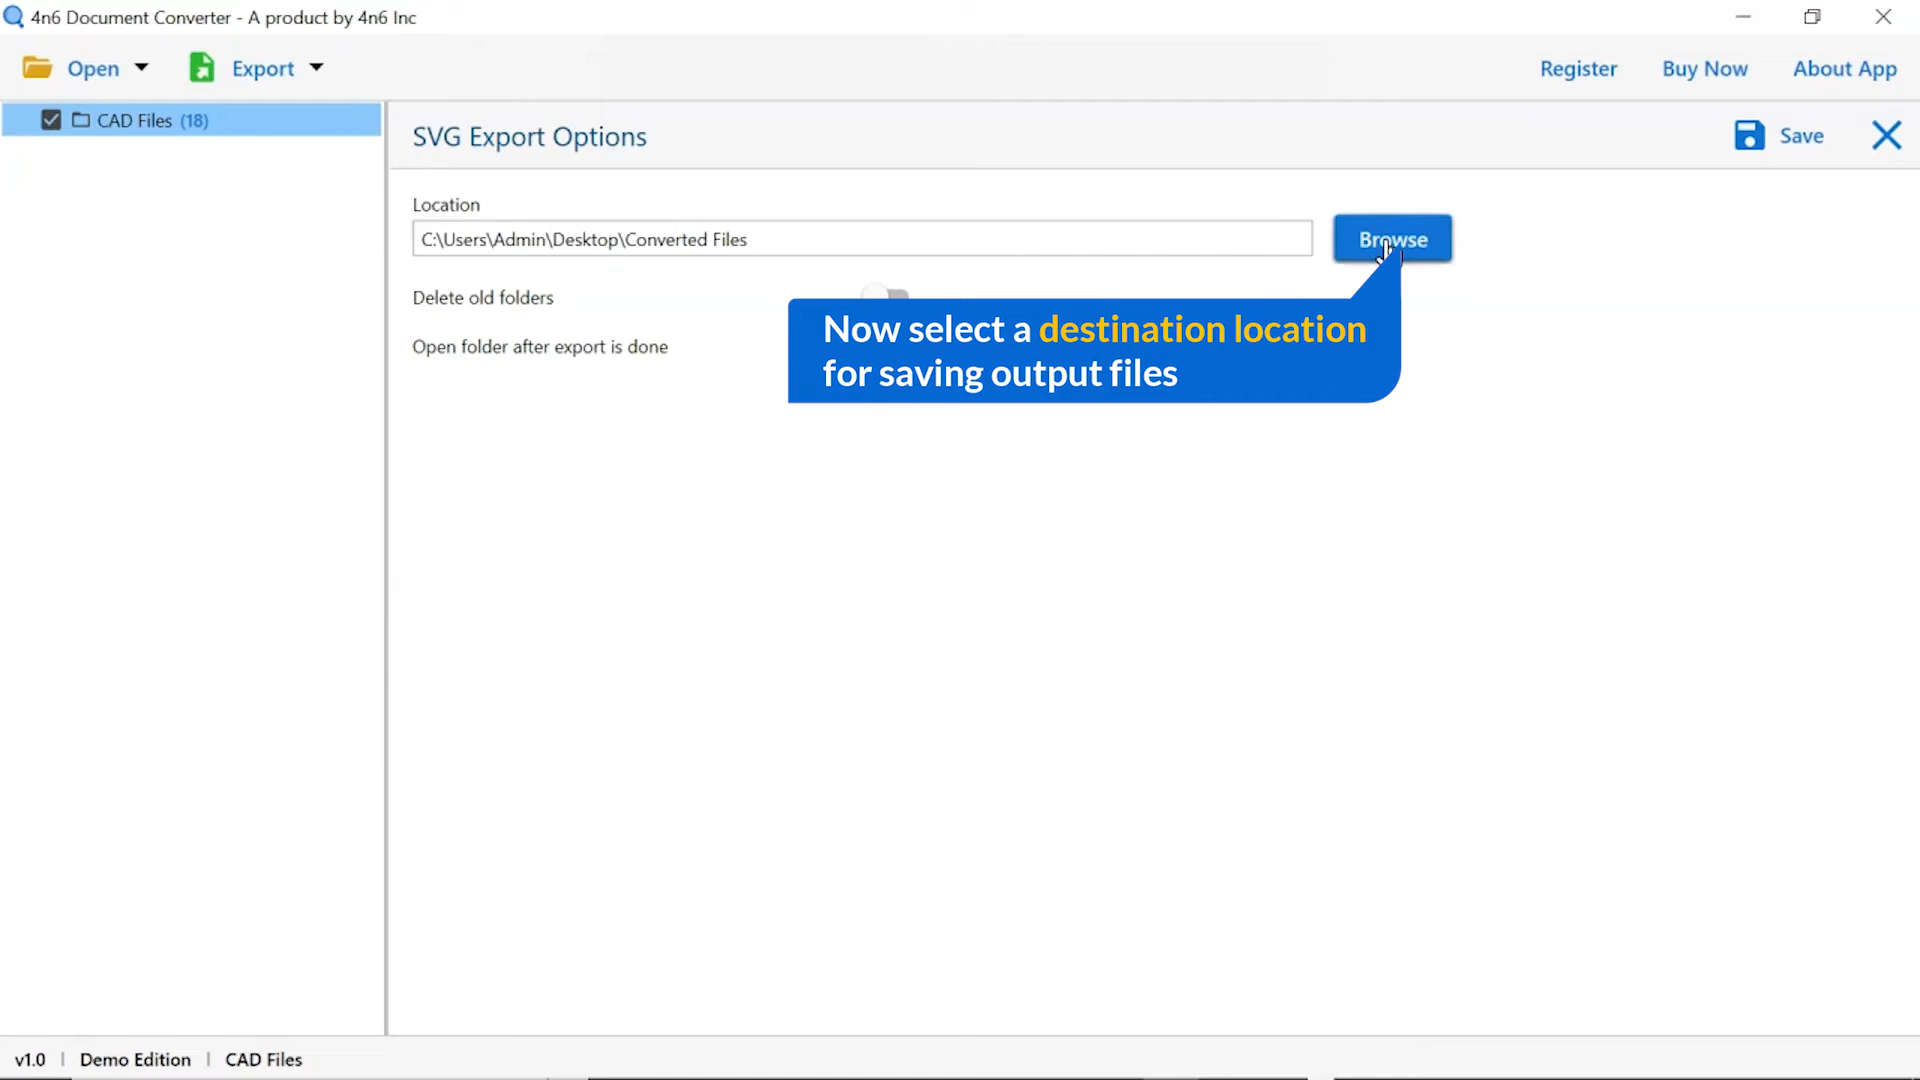 4n6 Document Converter - A product by 4n6 Inc
Open Export Register Buy Now About App
CAD Files (18)
SVG Export Options Save
Location
C:\Users\Admin\Desktop\Converted Files Browse
Delete old folders
Open folder after export is done
Now select a destination location
for saving output files
v1.0 | Demo Edition | CAD Files